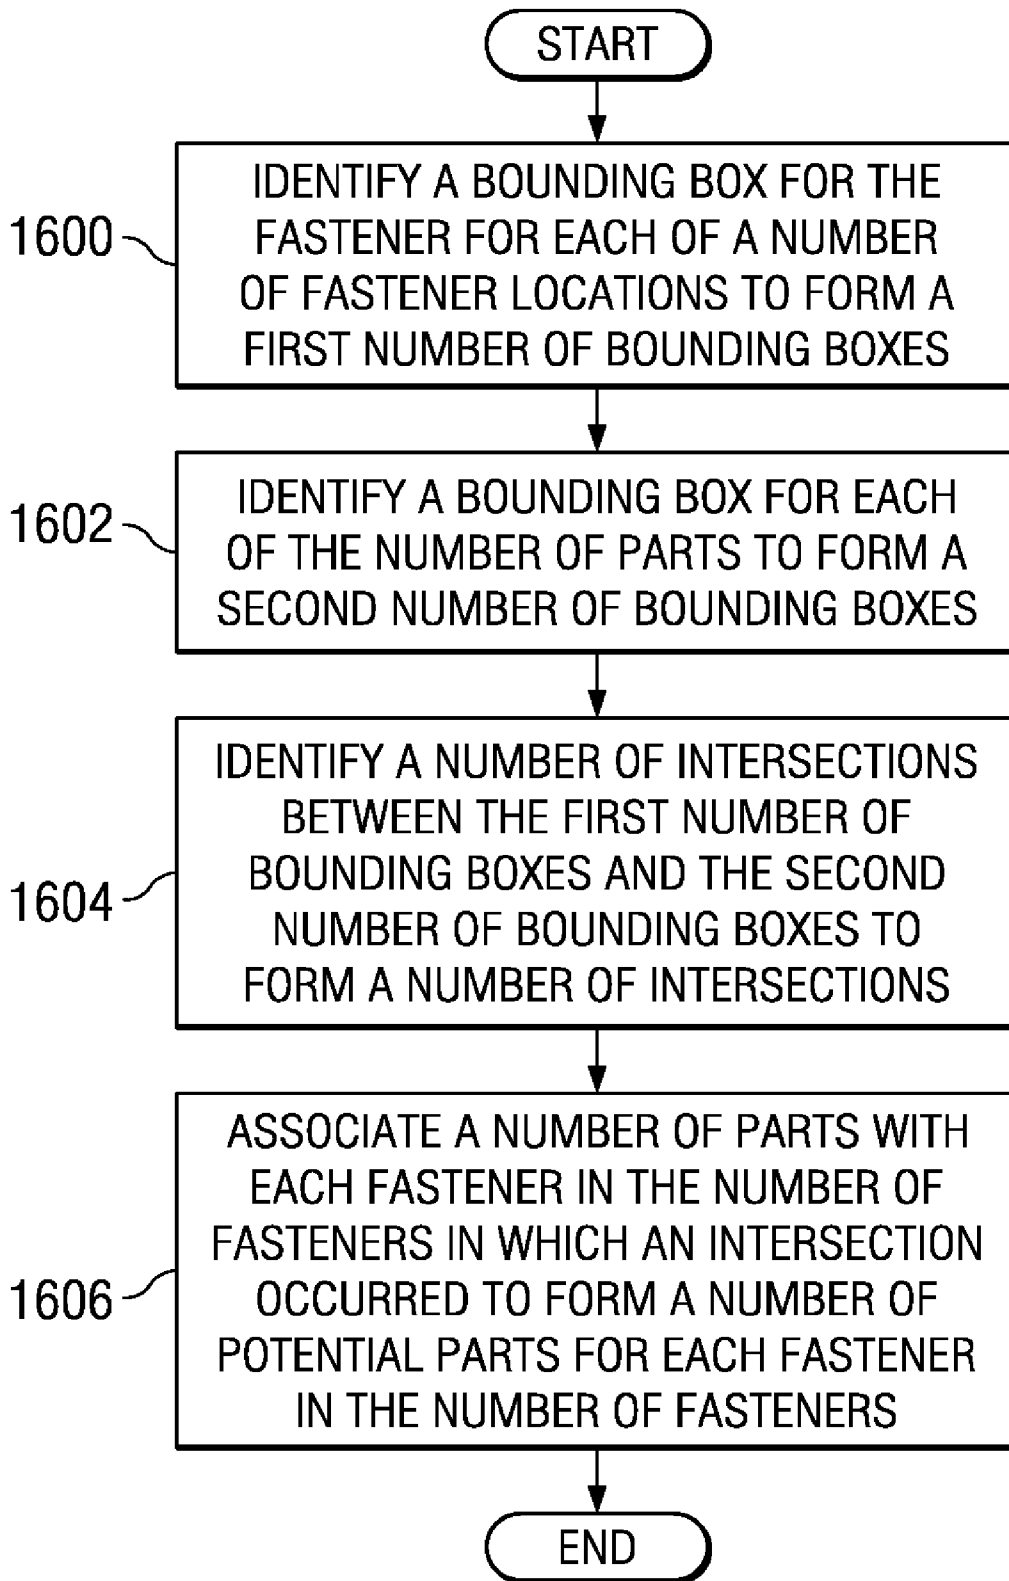 START
1600
IDENTIFY A BOUNDING BOX FOR THE
FASTENER FOR EACH OF A NUMBER
OF FASTENER LOCATIONS TO FORM A
FIRST NUMBER OF BOUNDING BOXES
1602
IDENTIFY A BOUNDING BOX FOR EACH
OF THE NUMBER OF PARTS TO FORM A
SECOND NUMBER OF BOUNDING BOXES
1604
IDENTIFY A NUMBER OF INTERSECTIONS
BETWEEN THE FIRST NUMBER OF
BOUNDING BOXES AND THE SECOND
NUMBER OF BOUNDING BOXES TO
FORM A NUMBER OF INTERSECTIONS
1606
ASSOCIATE A NUMBER OF PARTS WITH
EACH FASTENER IN THE NUMBER OF
FASTENERS IN WHICH AN INTERSECTION
OCCURRED TO FORM A NUMBER OF
POTENTIAL PARTS FOR EACH FASTENER
IN THE NUMBER OF FASTENERS
END